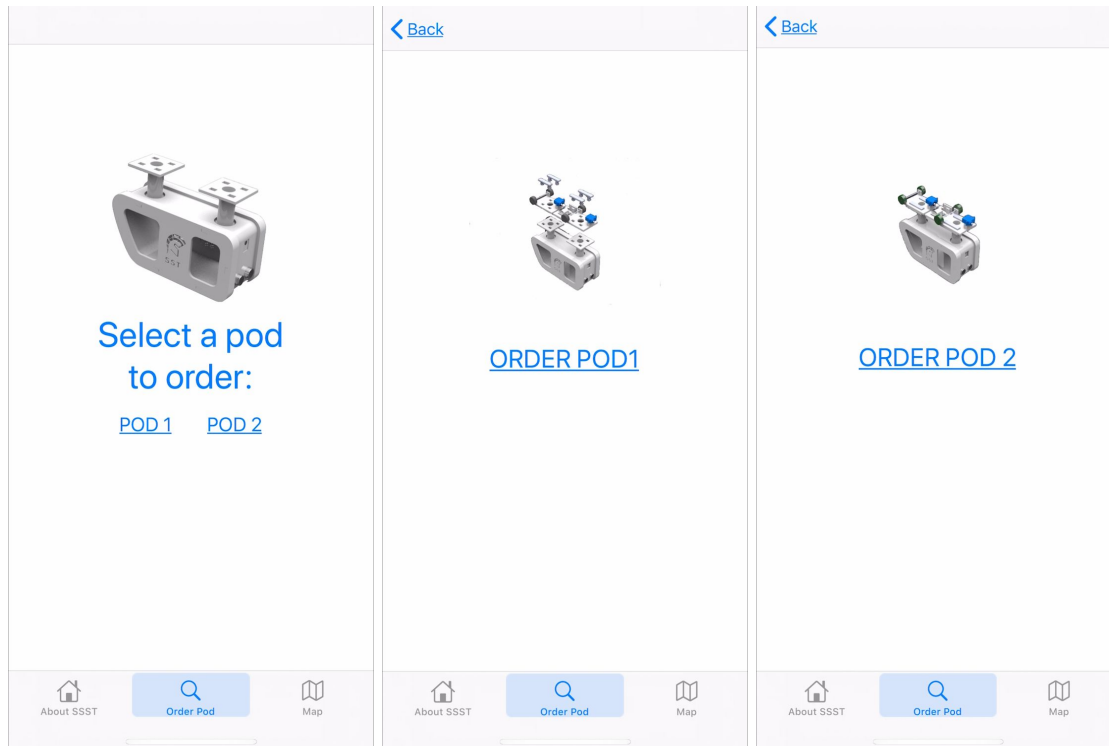 SST
Select a pod
to order:
POD 1 POD 2
About SSST Order Pod Map
Back
ORDER POD1
About SSST Order Pod Map
Back
ORDER POD 2
About SSST Order Pod Map